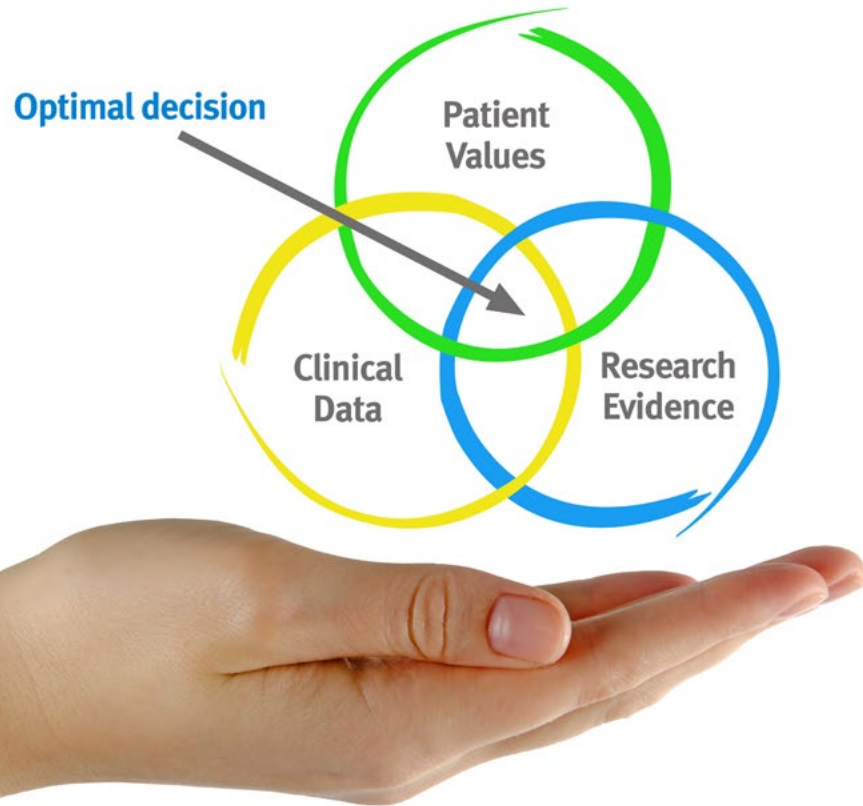 Optimal decision
Patient
Values
Clinical
Data
Research
Evidence